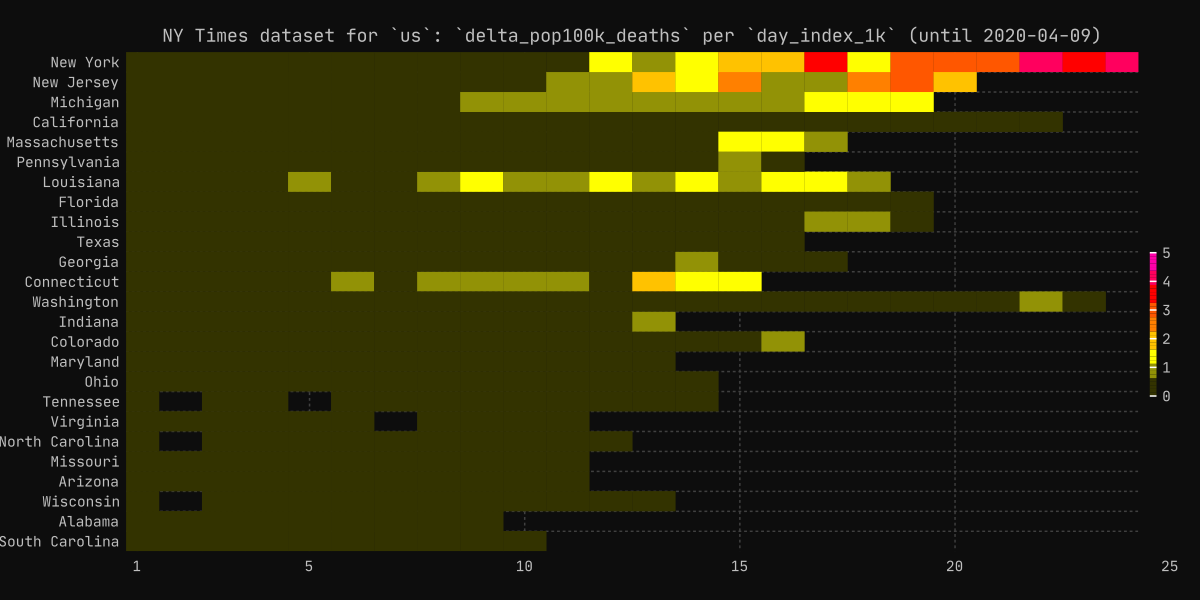 NY Times dataset for `us`: `delta_pop100k_deaths` per `day_index_1k` (until 2020-04-09)
New York
New Jersey
Michigan
California
Massachusetts
Pennsylvania
Louisiana
Florida
Illinois
Texas
Georgia
Connecticut
Washington
Indiana
Colorado
Maryland
Ohio
Tennessee
Virginia
North Carolina
Missouri
Arizona
Wisconsin
Alabama
South Carolina
1 5 10 15 20 25
5
4
3
2
1
0